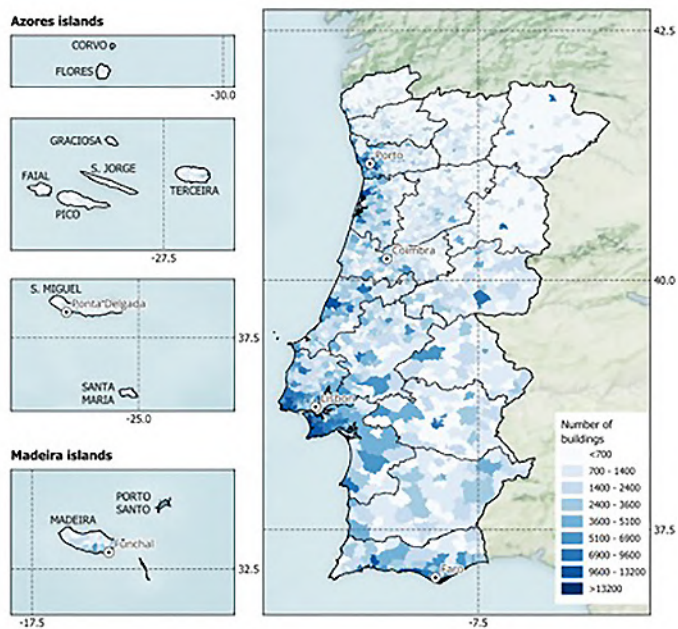 Azores islands
CORVO
FLORES
-30.0
GRACIOSA
FAIAL
S. JORGE
PICO
TERCEIRA
-27.5
S. MIGUEL
Ponta Delgada
37.5
SANTA
MARIA
-25.0
Madeira islands
PORTO
SANTO
MADEIRA
Funchal
32.5
-17.5
42.5
Porto
Coimbra
40.0
Lisbon
37.5
Faro
-7.5
Number of
buildings
<700
700 - 1400
1400 - 2400
2400 - 3600
3600 - 5100
5100 - 6900
6900 - 9600
9600 - 13200
>13200